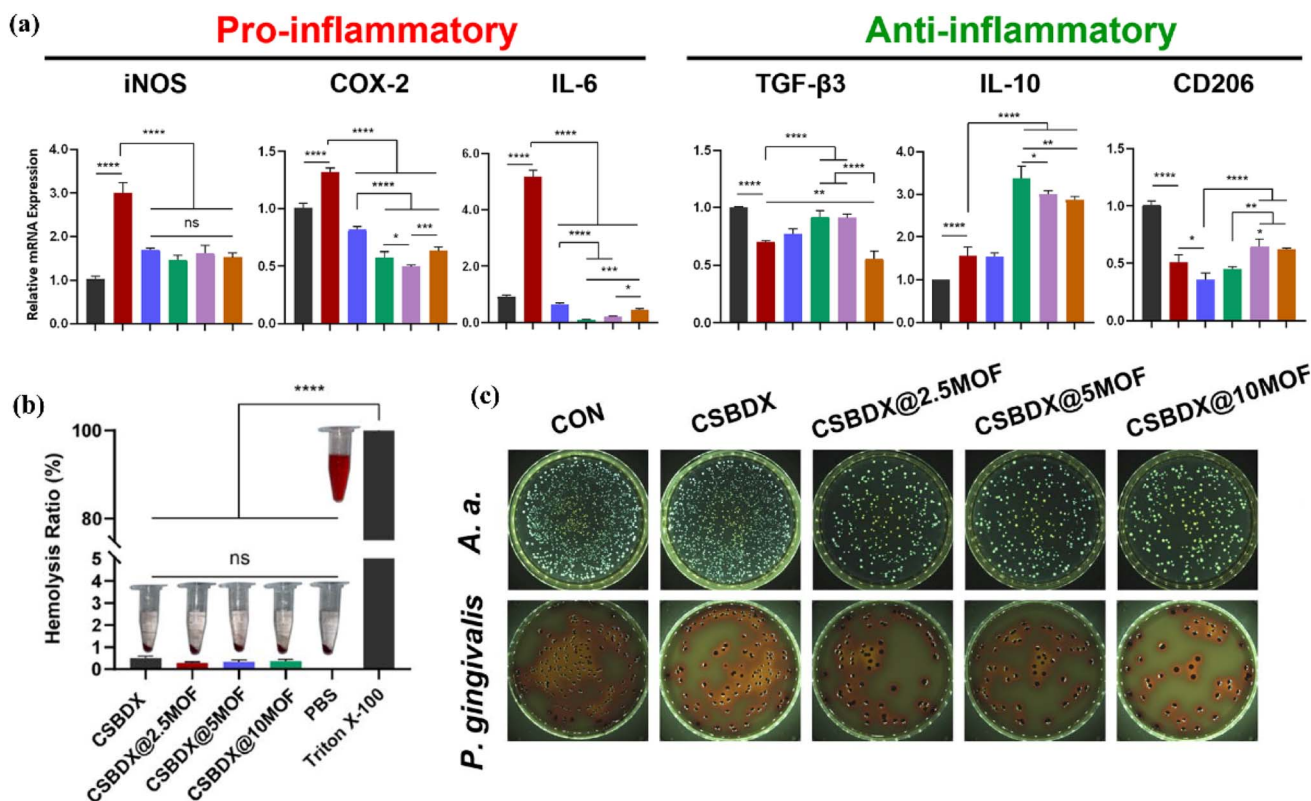 (a)
Pro-inflammatory
Anti-inflammatory
iNOS
COX-2
IL-6
TGF-β3
IL-10
CD206
Relative mRNA Expression
4.0
3.0
2.0
1.0
0.0
****
****
ns
1.5
1.0
0.5
0.0
****
****
****
*
***
6.0
4.0
2.0
0.0
****
****
****
***
*
1.5
1.0
0.5
0.0
****
****
****
**
4.0
3.0
2.0
1.0
0.0
****
****
**
*
1.5
1.0
0.5
0.0
****
****
*
**
*
(b)
Hemolysis Ratio (%)
100
80
5
4
3
2
1
0
****
ns
CSBDX
CSBDX@2.5MOF
CSBDX@5MOF
CSBDX@10MOF
PBS
Triton X-100
(c)
CON
CSBDX
CSBDX@2.5MOF
CSBDX@5MOF
CSBDX@10MOF
A. a.
P. gingivalis